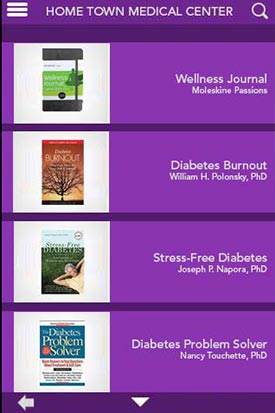 HOME TOWN MEDICAL CENTER
Wellness
Journal
Wellness Journal
Moleskine Passions
Diabetes
BURNOUT
Diabetes Burnout
William H. Polonsky, PhD
Stress-Free
DIABETES
Stress-Free Diabetes
Joseph P. Napora, PhD
The
Diabetes
Problem
Solver
Diabetes Problem Solver
Nancy Touchette, PhD